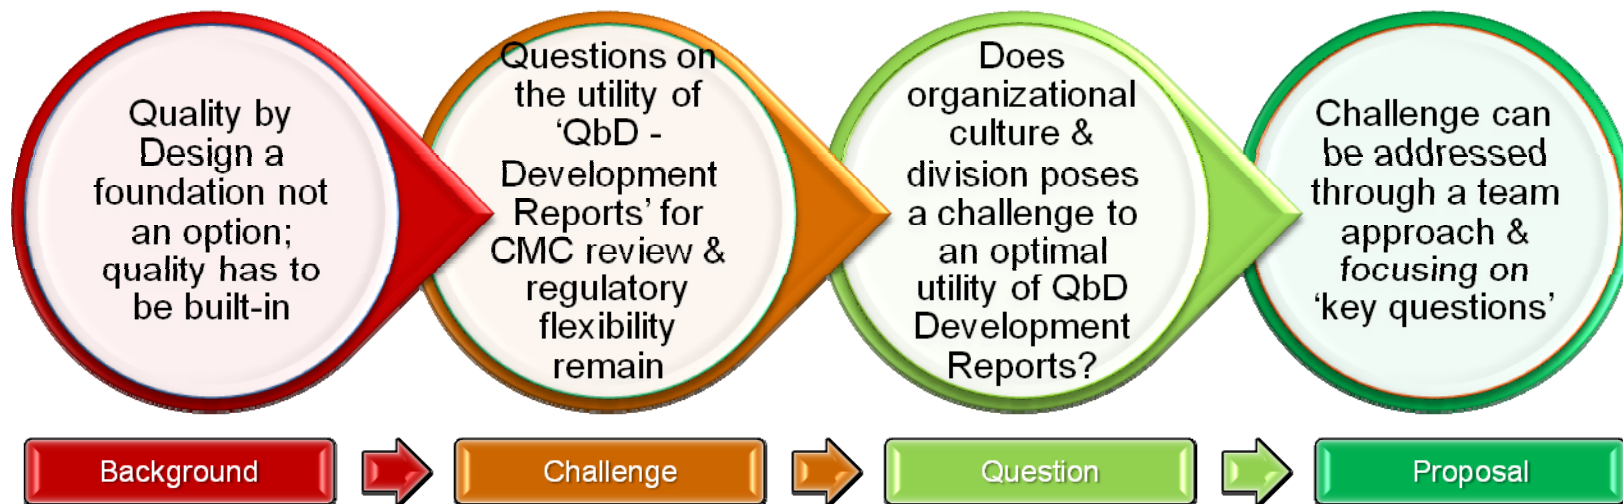 Quality by
Design a
foundation not
an option;
quality has to
be built-in
Questions on
the utility of
‘QbD -
Development
Reports’ for
CMC review &
regulatory
flexibility
remain
Does
organizational
culture &
division poses
a challenge to
an optimal
utility of QbD
Development
Reports?
Challenge can
be addressed
through a team
approach &
focusing on
‘key questions’
Background
Challenge
Question
Proposal